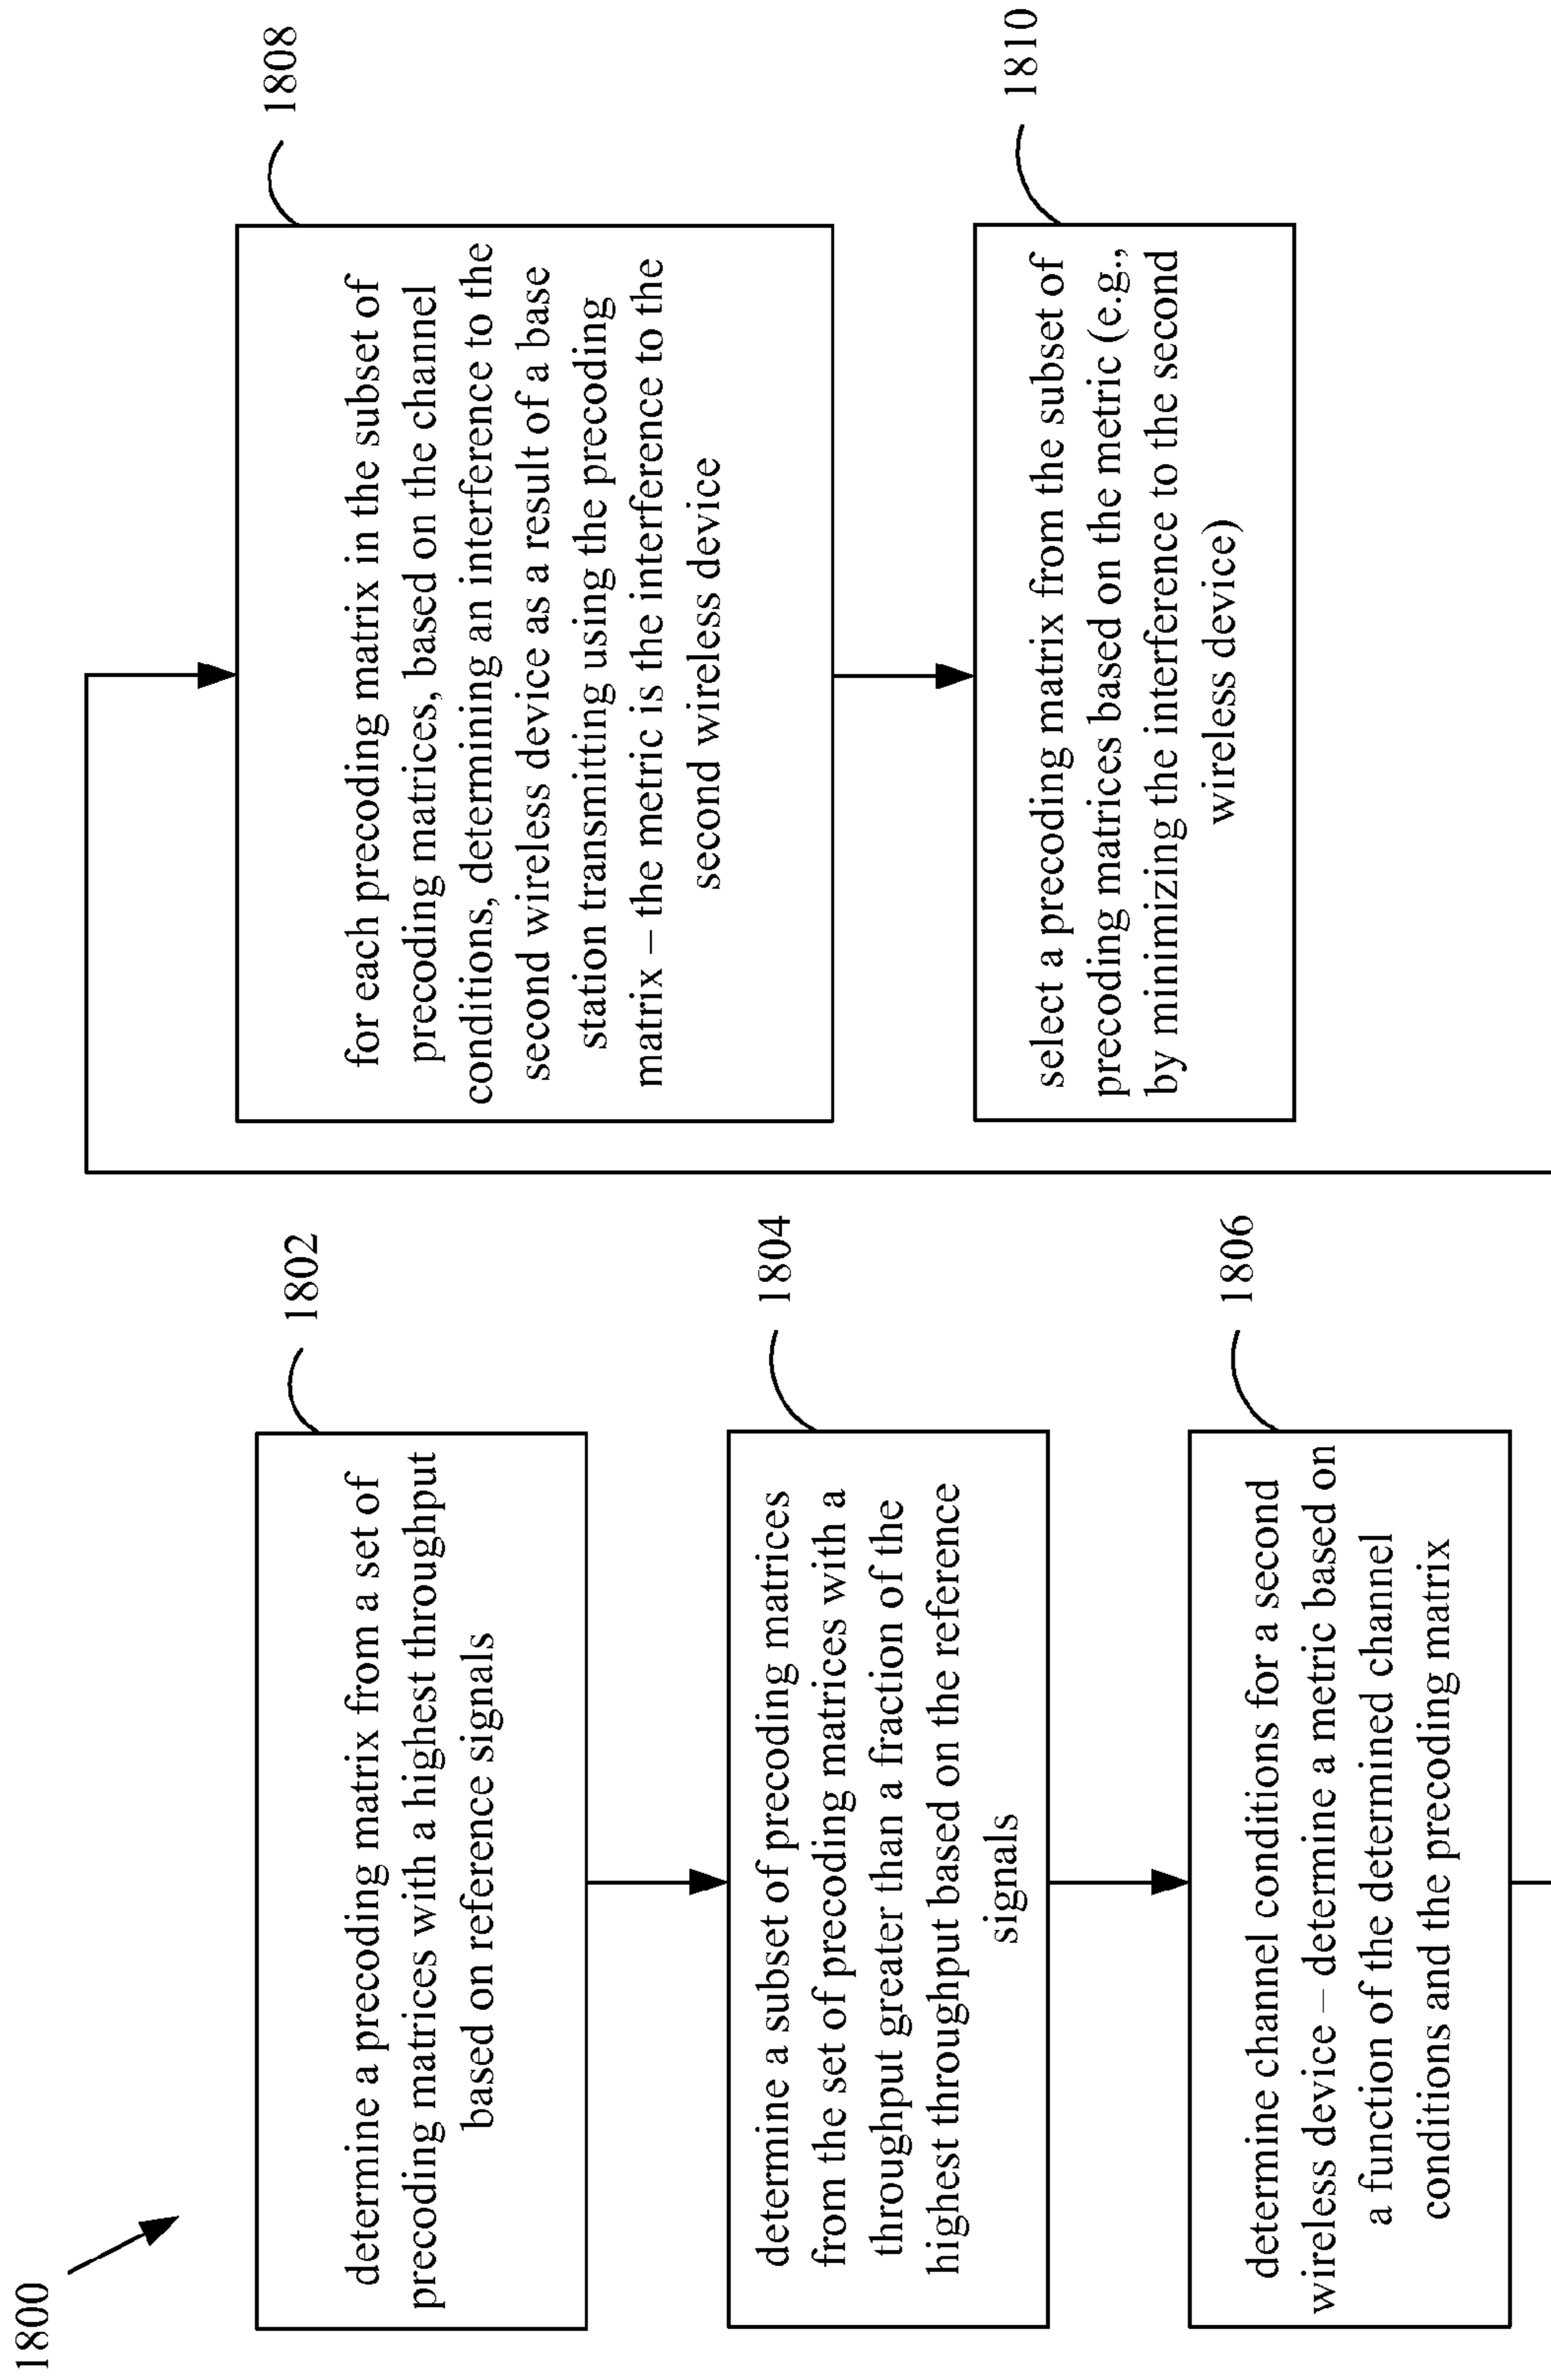 1800
1802
determine a precoding matrix from a set of
precoding matrices with a highest throughput
based on reference signals
1804
determine a subset of precoding matrices
from the set of precoding matrices with a
throughput greater than a fraction of the
highest throughput based on the reference
signals
1806
determine channel conditions for a second
wireless device – determine a metric based on
a function of the determined channel
conditions and the precoding matrix
1808
for each precoding matrix in the subset of
precoding matrices, based on the channel
conditions, determining an interference to the
second wireless device as a result of a base
station transmitting using the precoding
matrix – the metric is the interference to the
second wireless device
1810
select a precoding matrix from the subset of
precoding matrices based on the metric (e.g.,
by minimizing the interference to the second
wireless device)